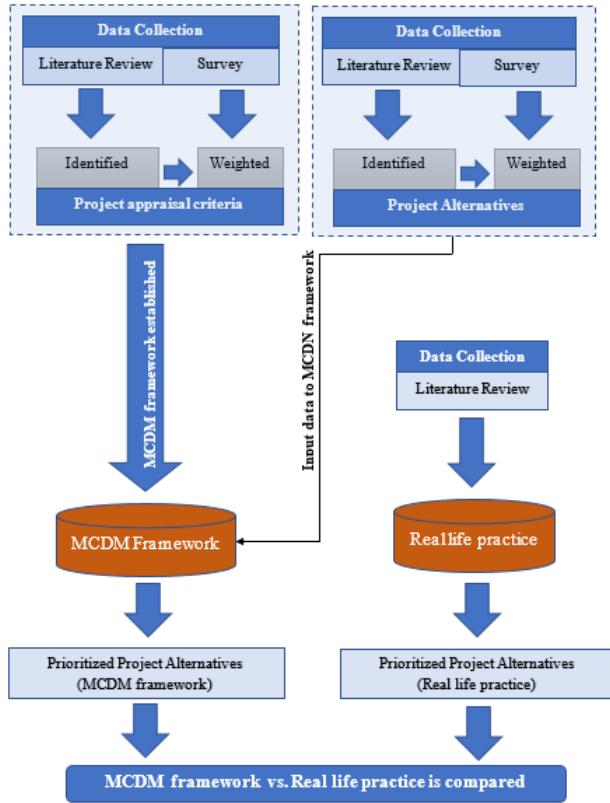 Data Collection
Literature Review
Survey
Identified
Weighted
Project appraisal criteria
Data Collection
Literature Review
Survey
Identified
Weighted
Project Alternatives
MCDM framework established
Input data to MCDN framework
Data Collection
Literature Review
MCDM Framework
Real life practice
Prioritized Project Alternatives
(MCDM framework)
Prioritized Project Alternatives
(Real life practice)
MCDM framework vs. Real life practice is compared